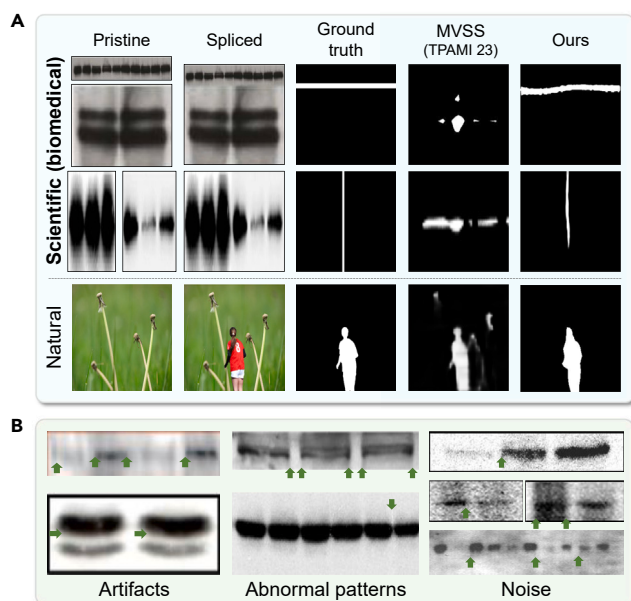 A
Pristine
Spliced
Ground
truth
MVSS
(TPAMI 23)
Ours
Scientific (biomedical)
Natural
B
Artifacts
Abnormal patterns
Noise